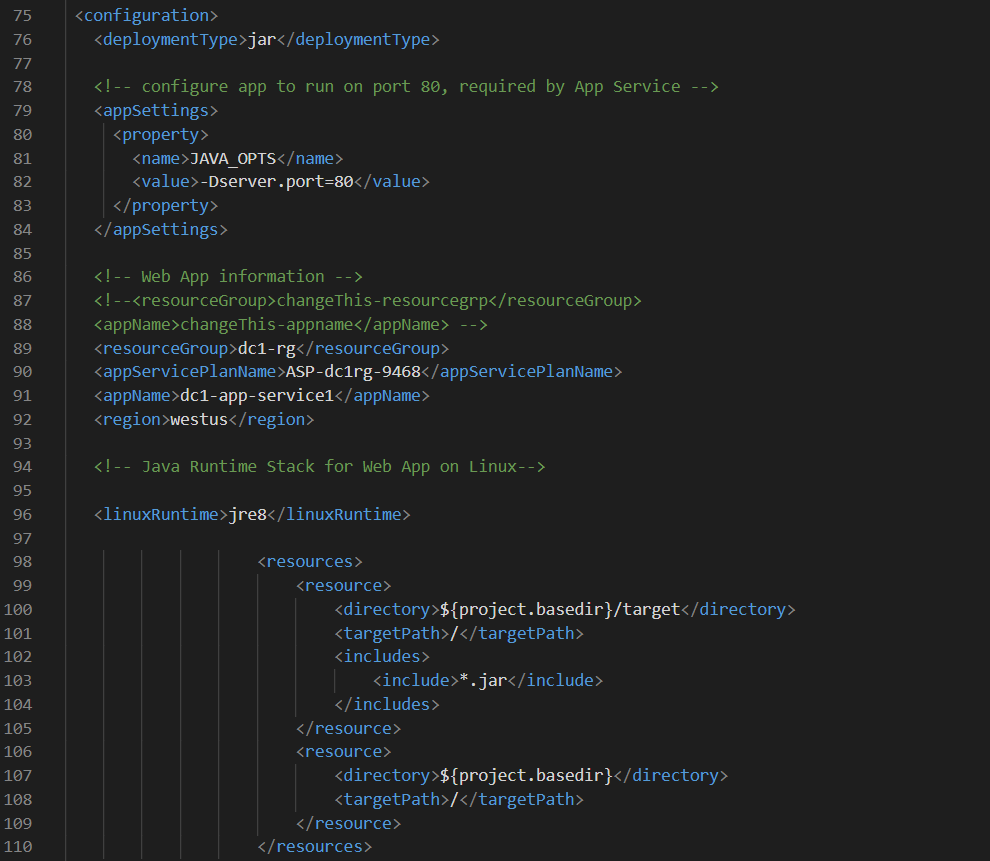 75 <configuration>
76 <deploymentType>jar</deploymentType>
77
78 <!-- configure app to run on port 80, required by App Service -->
79 <appSettings>
80 <property>
81 <name>JAVA_OPTS</name>
82 <value>-Dserver.port=80</value>
83 </property>
84 </appSettings>
85
86 <!-- Web App information -->
87 <!--<resourceGroup>changeThis-resourcegrp</resourceGroup>
88 <appName>changeThis-appname</appName> -->
89 <resourceGroup>dc1-rg</resourceGroup>
90 <appServicePlanName>ASP-dc1rg-9468</appServicePlanName>
91 <appName>dc1-app-service1</appName>
92 <region>westus</region>
93
94 <!-- Java Runtime Stack for Web App on Linux-->
95
96 <linuxRuntime>jre8</linuxRuntime>
97
98 <resources>
99 <resource>
100 <directory>${project.basedir}/target</directory>
101 <targetPath>/</targetPath>
102 <includes>
103 <include>*.jar</include>
104 </includes>
105 </resource>
106 <resource>
107 <directory>${project.basedir}</directory>
108 <targetPath>/</targetPath>
109 </resource>
110 </resources>